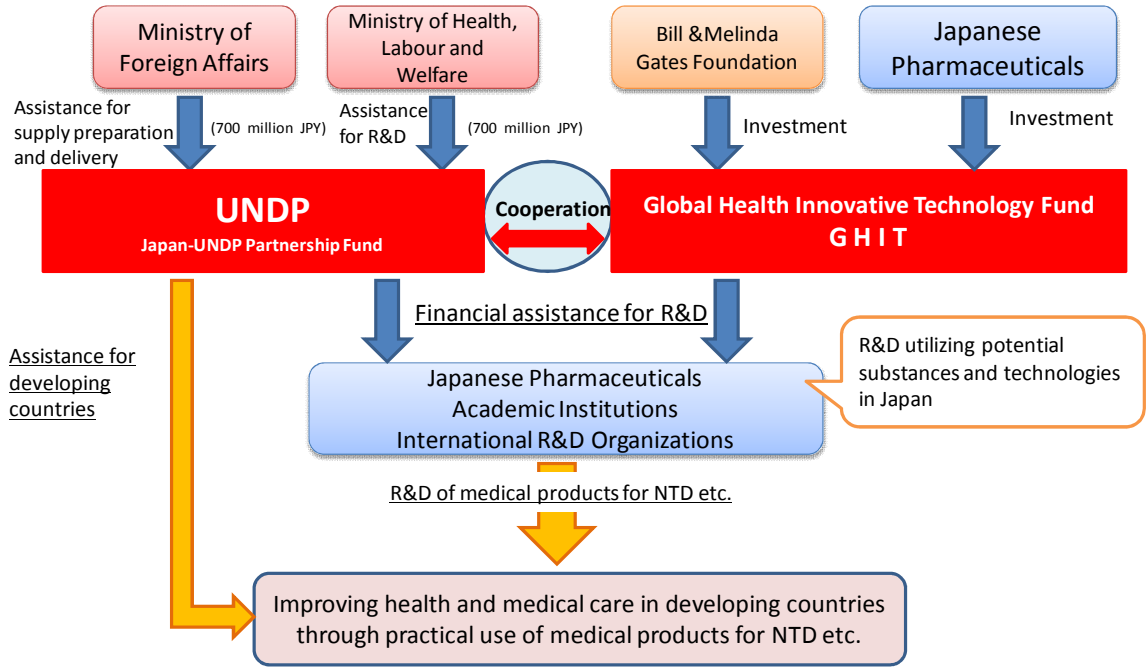 Ministry of
Foreign Affairs
Ministry of Health,
Labour and
Welfare
Bill &Melinda
Gates Foundation
Japanese
Pharmaceuticals
Assistance for
supply preparation
and delivery
(700 million JPY)
Assistance
for R&D
(700 million JPY)
Investment
Investment
UNDP
Japan-UNDP Partnership Fund
Cooperation
Global Health Innovative Technology Fund
G H I T
Financial assistance for R&D
Assistance for
developing
countries
Japanese Pharmaceuticals
Academic Institutions
International R&D Organizations
R&D utilizing potential
substances and technologies
in Japan
R&D of medical products for NTD etc.
Improving health and medical care in developing countries
through practical use of medical products for NTD etc.